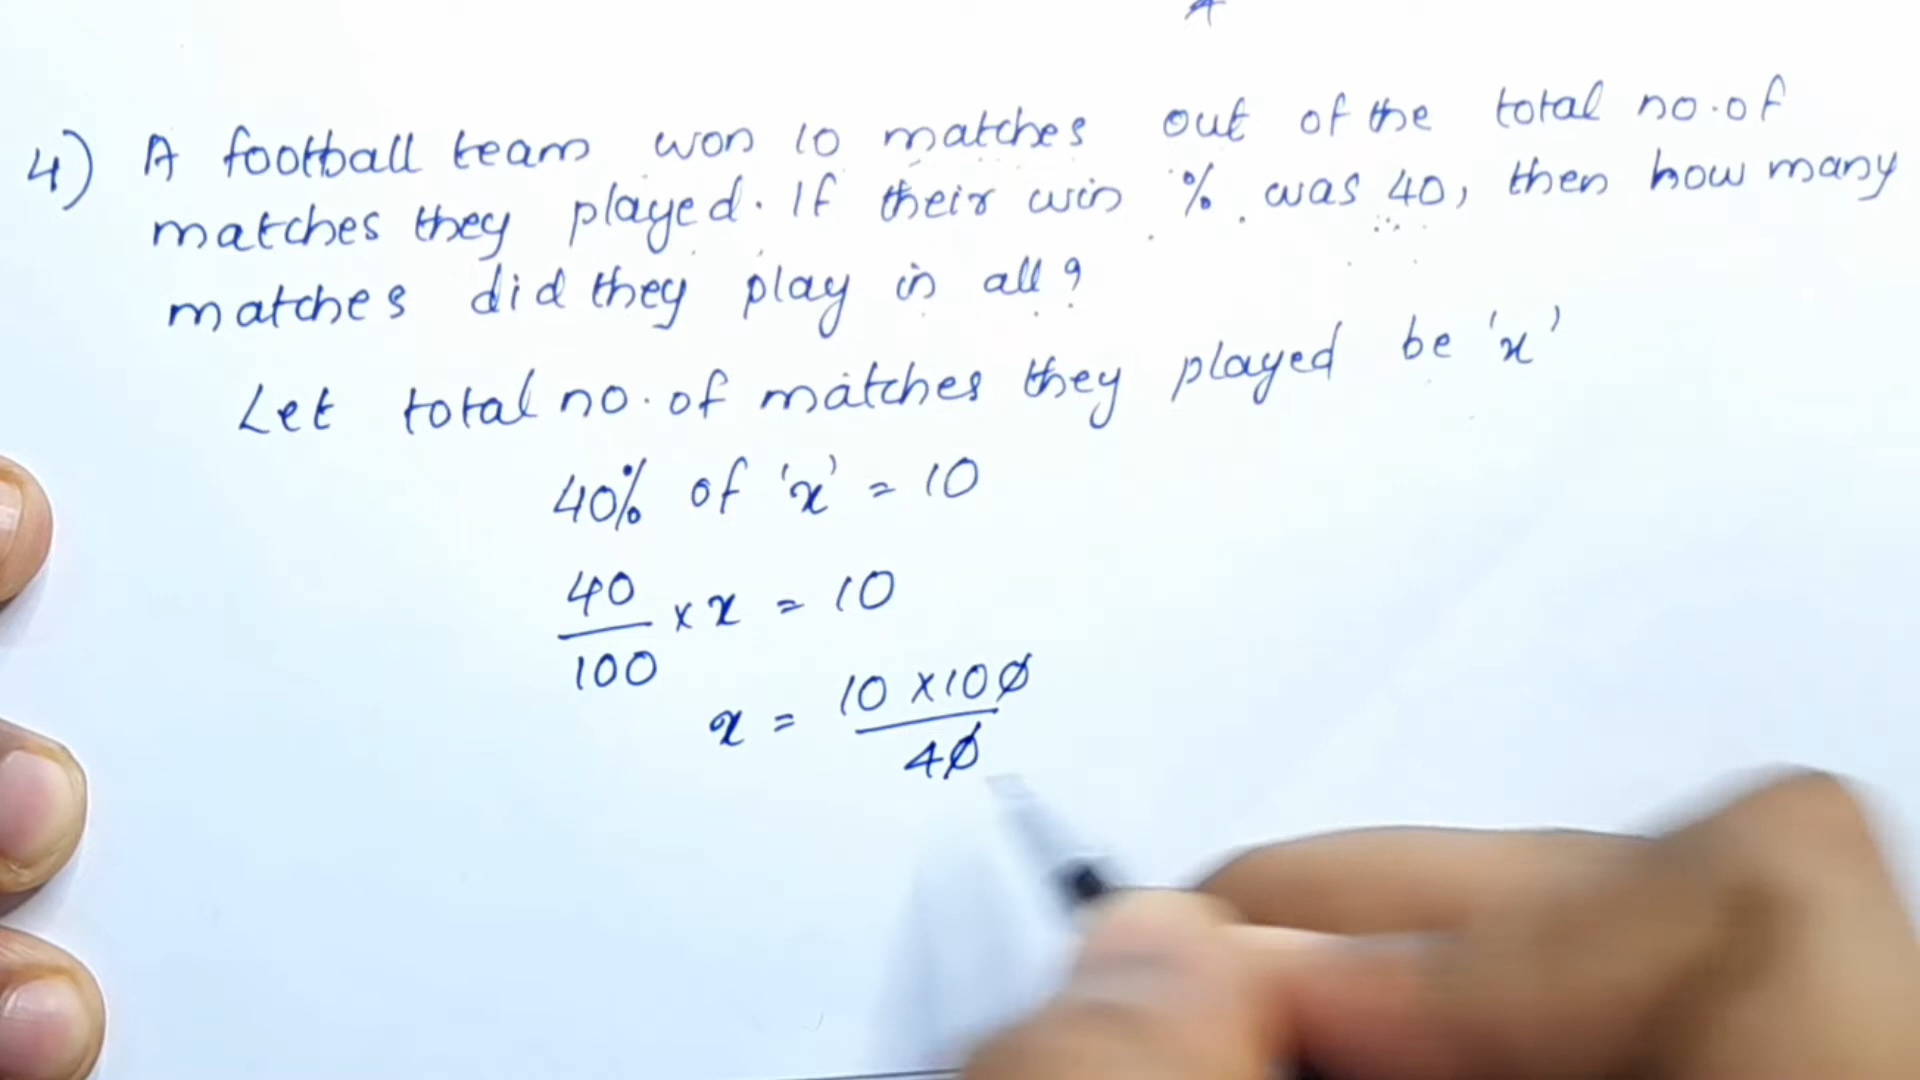 4) A football team won 10 matches out of the total no. of
matches they played. If their win % was 40, then how many
matches did they play in all?
Let total no. of matches they played be 'x'
40% of 'x' = 10
40/100 × x = 10
x = 10 × 100/40